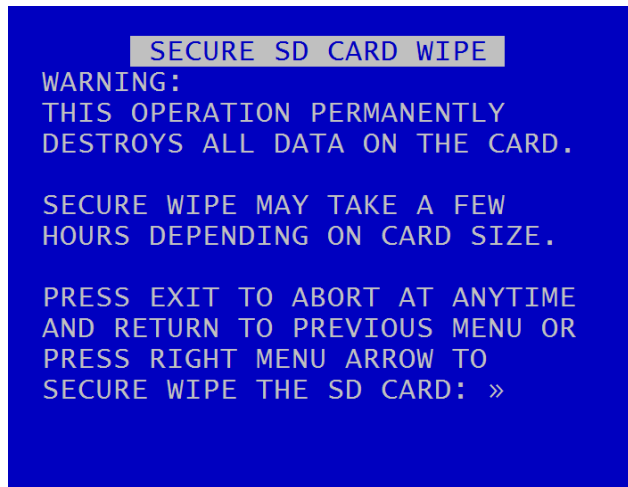 SECURE SD CARD WIPE
WARNING:
THIS OPERATION PERMANENTLY
DESTROYS ALL DATA ON THE CARD.
SECURE WIPE MAY TAKE A FEW
HOURS DEPENDING ON CARD SIZE.
PRESS EXIT TO ABORT AT ANYTIME
AND RETURN TO PREVIOUS MENU OR
PRESS RIGHT MENU ARROW TO
SECURE WIPE THE SD CARD: »